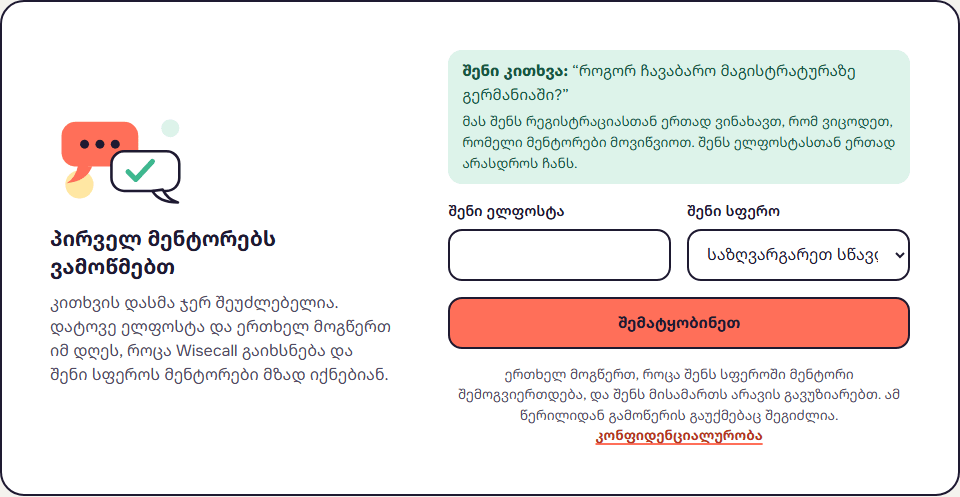 პირველ მენტორებს
ვამოწმებთ
კითხვის დასმა ჯერ შეუძლებელია.
დატოვე ელფოსტა და ერთხელ მოგწერთ
იმ დღეს, როცა Wisecall გაიხსნება და
შენი სფეროს მენტორები მზად იქნებიან.
შენი კითხვა: “როგორ ჩავაბარო მაგისტრატურაზე
გერმანიაში?”
მას შენს რეგისტრაციასთან ერთად ვინახავთ, რომ ვიცოდეთ,
რომელი მენტორები მოვიწვიოთ. შენს ელფოსტასთან ერთად
არასდროს ჩანს.
შენი ელფოსტა
შენი სფერო
საზღვარგარეთ
შემატყობინეთ
ერთხელ მოგწერთ, როცა შენს სფეროში მენტორი
შემოგვიერთდება, და შენს მისამართს არავის გავუზიარებთ. ამ
წერილიდან გამოწერის გაუქმებაც შეგიძლია.
კონფიდენციალურობა